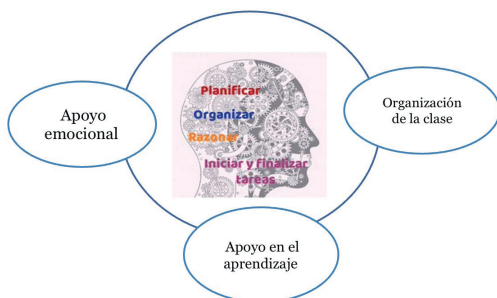 Planificar
Organizar
Razonar
Iniciar y finalizar
tareas
Apoyo
emocional
Organización
de la clase
Apoyo en el
aprendizaje